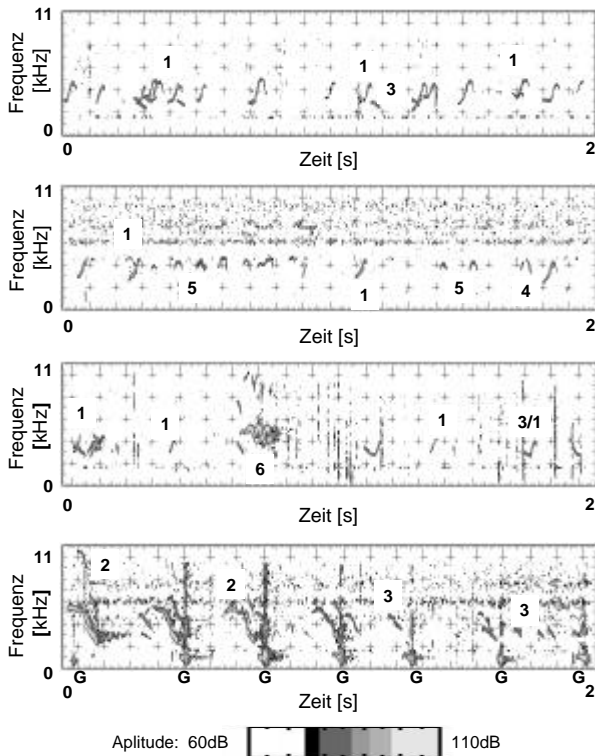 11
Frequenz
[kHz]
1 1 3 1
0
0 2
Zeit [s]
11
Frequenz
[kHz]
1 5 1 5 4
0
0 2
Zeit [s]
11
Frequenz
[kHz]
1 1 6 1 3/1
0
0 2
Zeit [s]
11
Frequenz
[kHz]
2 2 3 3
0
G G G G G G G
0 2
Zeit [s]
Aplitude: 60dB 110dB